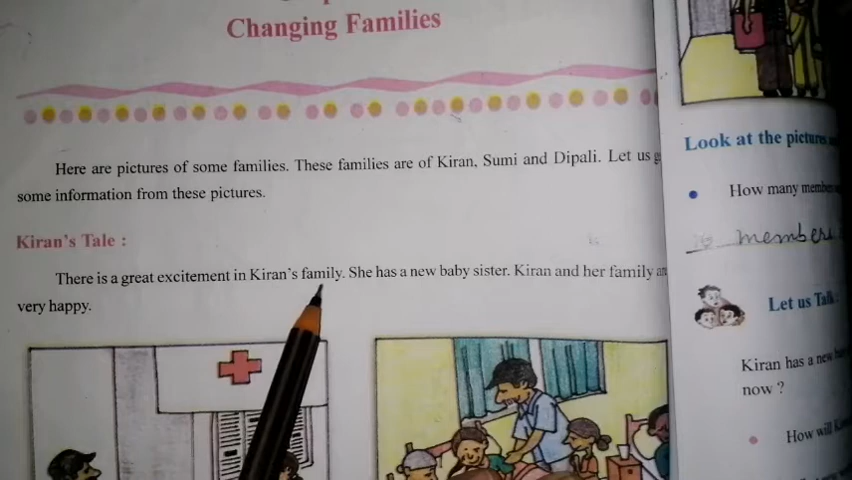 Changing Families
Here are pictures of some families. These families are of Kiran, Sumi and Dipali. Let us
some information from these pictures.
Kiran's Tale :
There is a great excitement in Kiran's family. She has a new baby sister. Kiran and her family
very happy.
Look at the pictures
How many members
members
Let us Talk :
Kiran has a new
now ?
How will